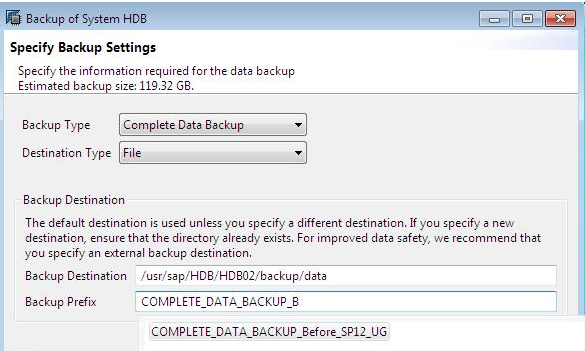 Backup of System HDB
Specify Backup Settings
Specify the information required for the data backup
Estimated backup size: 119.32 GB.
Backup Type Complete Data Backup
Destination Type File
Backup Destination
The default destination is used unless you specify a different destination. If you specify a new
destination, ensure that the directory already exists. For improved data safety, we recommend that
you specify an external backup destination.
Backup Destination /usr/sap/HDB/HDB02/backup/data
Backup Prefix COMPLETE_DATA_BACKUP_B
COMPLETE_DATA_BACKUP_Before_SP12_UG